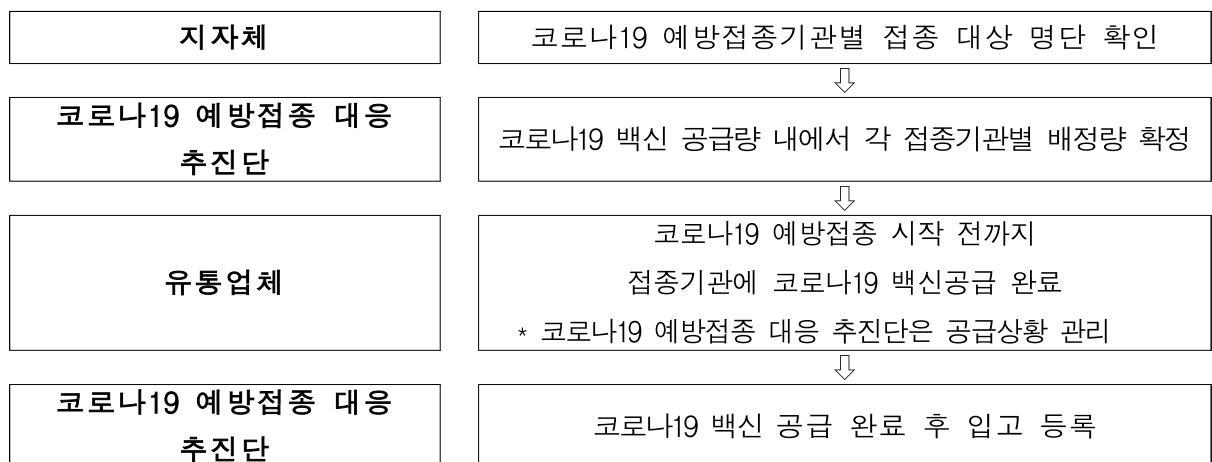 지자체
코로나19 예방접종기관별 접종 대상 명단 확인
코로나19 예방접종 대응
추진단
코로나19 백신 공급량 내에서 각 접종기관별 배정량 확정
유통업체
코로나19 예방접종 시작 전까지
접종기관에 코로나19 백신공급 완료
* 코로나19 예방접종 대응 추진단은 공급상황 관리
코로나19 예방접종 대응
추진단
코로나19 백신 공급 완료 후 입고 등록